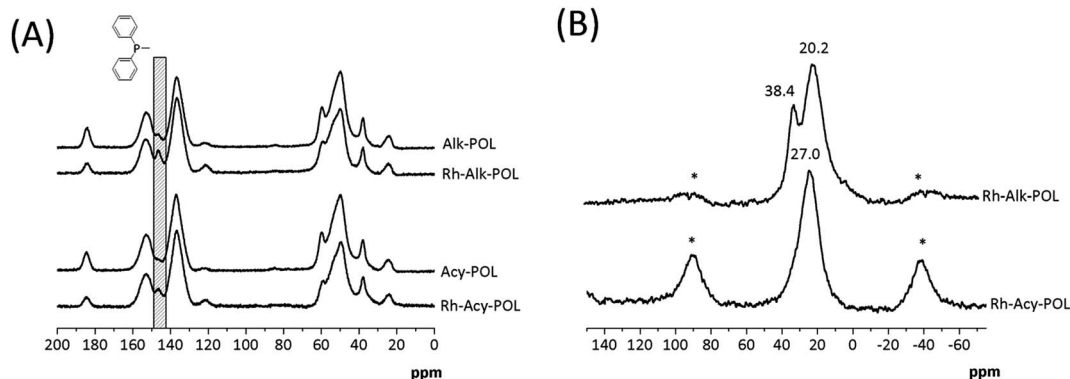 (A)
P
Alk-POL
Rh-Alk-POL
Acy-POL
Rh-Acy-POL
200 180 160 140 120 100 80 60 40 20 0
ppm
(B)
20.2
38.4
27.0
* *
Rh-Alk-POL
* *
Rh-Acy-POL
140 120 100 80 60 40 20 0 -20 -40 -60
ppm